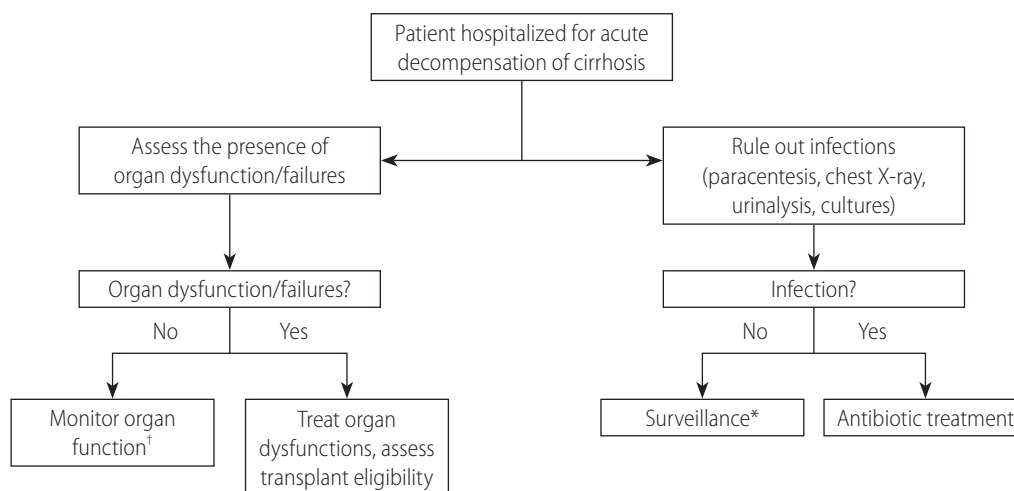 Patient hospitalized for acute
decompensation of cirrhosis
Assess the presence of
organ dysfunction/failures
Rule out infections
(paracentesis, chest X-ray,
urinalysis, cultures)
Organ dysfunction/failures?
Infection?
No
Yes
No
Yes
Monitor organ
function†
Treat organ
dysfunctions, assess
transplant eligibility
Surveillance*
Antibiotic treatment